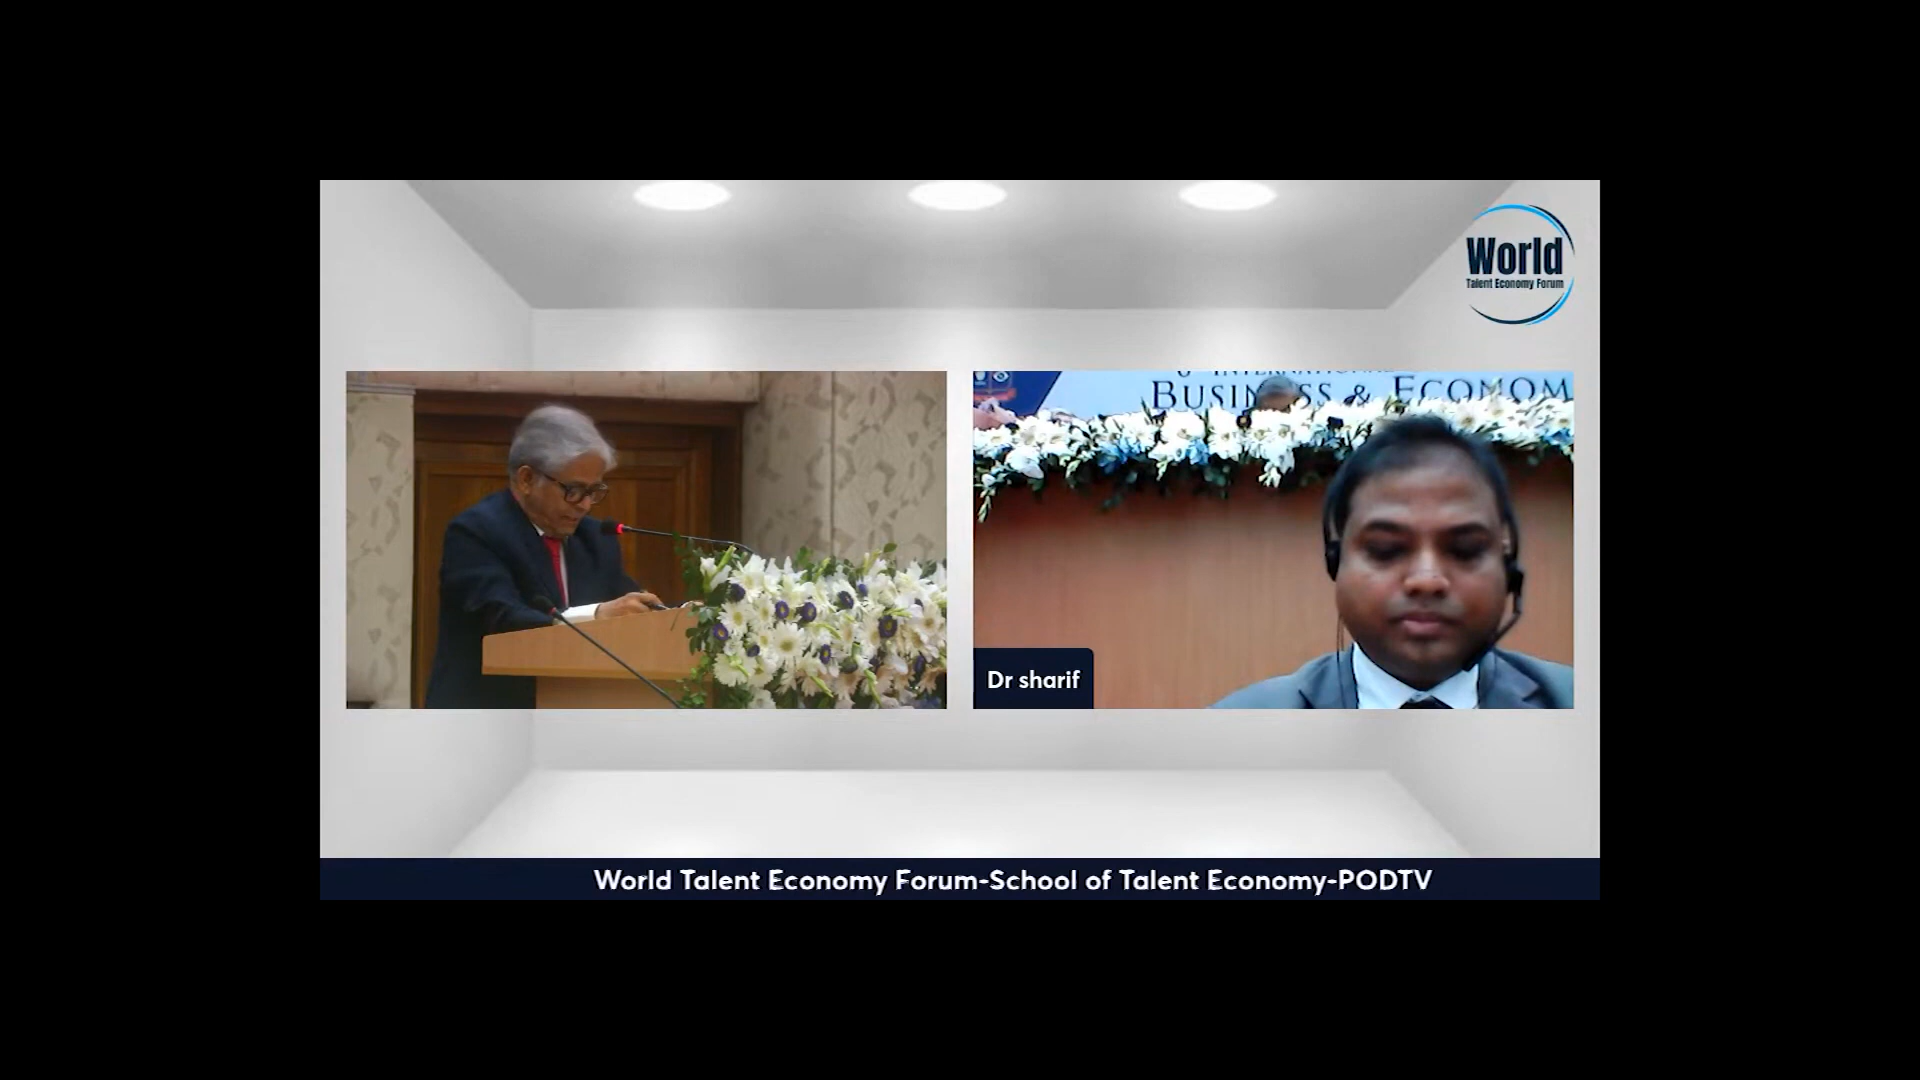 World
Talent Economy Forum
BUSINESS & ECONOM
Dr sharif
World Talent Economy Forum-School of Talent Economy-PODTV